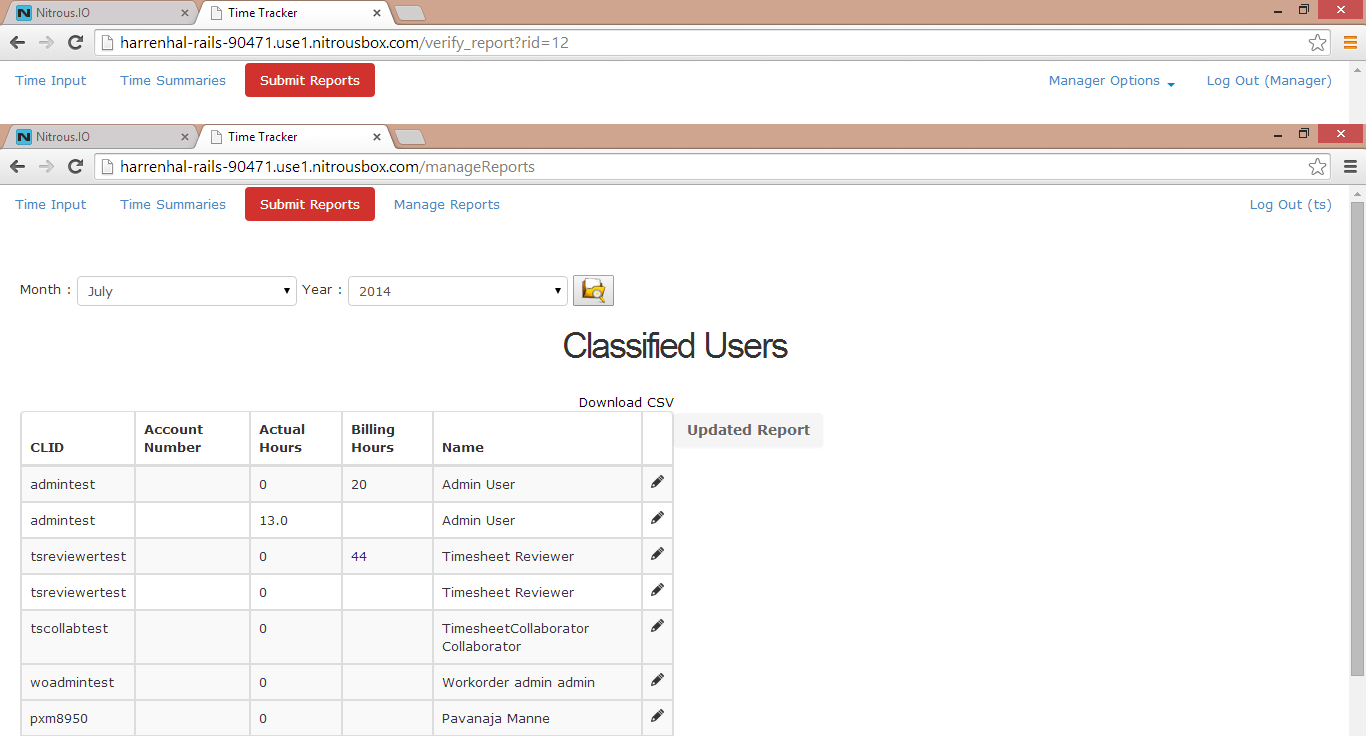 Nitrous.IO Time Tracker
harrenhal-rails-90471.use1.nitrousbox.com/verify_report?rid=12
Time Input Time Summaries Submit Reports Manager Options Log Out (Manager)
Nitrous.IO Time Tracker
harrenhal-rails-90471.use1.nitrousbox.com/manageReports
Time Input Time Summaries Submit Reports Manage Reports Log Out (ts)
Month : July Year : 2014
Classified Users
Download CSV
CLID Account Number Actual Hours Billing Hours Name
Updated Report
admintest 0 20 Admin User
admintest 13.0 Admin User
tsreviewertest 0 44 Timesheet Reviewer
tsreviewertest 0 Timesheet Reviewer
tscollabtest 0 TimesheetCollaborator
Collaborator
woadmintest 0 Workorder admin admin
pxm8950 0 Pavanaja Manne